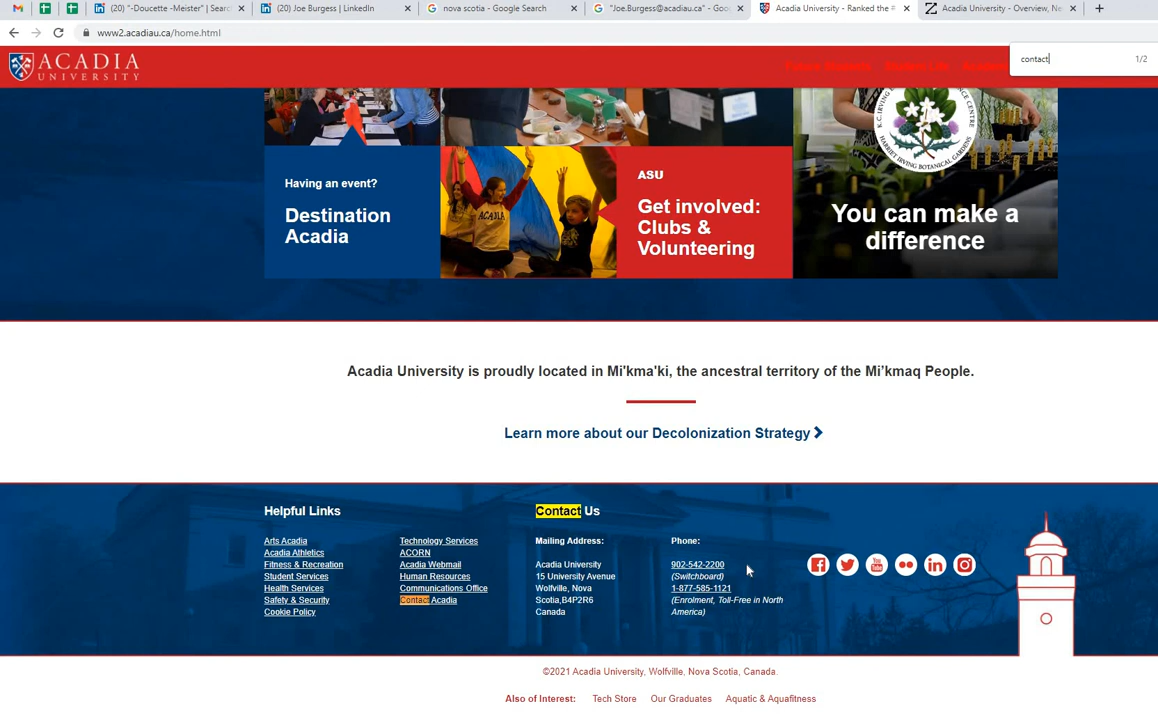 (20) "-Doucette -Meister" | Searc
(20) Joe Burgess | LinkedIn
nova scotia - Google Search
"Joe.Burgess@acadiau.ca" - Goo
Acadia University - Ranked the #
Acadia University - Overview, Ne
www2.acadiau.ca/home.html
contact
1/2
ACADIA
UNIVERSITY
Future Students Student Life
Having an event?
Destination
Acadia
ACADIA
ASU
Get involved:
Clubs &
Volunteering
HARRIET IRVING BOTANICAL GARDENS
You can make a
difference
Acadia University is proudly located in Mi'kma'ki, the ancestral territory of the Mi'kmaq People.
Learn more about our Decolonization Strategy
Helpful Links
Arts Acadia
Acadia Athletics
Fitness & Recreation
Student Services
Health Services
Safety & Security
Cookie Policy
Technology Services
ACORN
Acadia Webmail
Human Resources
Communications Office
Contact Acadia
Contact Us
Mailing Address:
Acadia University
15 University Avenue
Wolfville, Nova
Scotia,B4P2R6
Canada
Phone:
902-542-2200
(Switchboard)
1-877-585-1121
(Enrolment, Toll-Free in North
America)
©2021 Acadia University, Wolfville, Nova Scotia, Canada.
Also of Interest: Tech Store Our Graduates Aquatic & Aquafitness